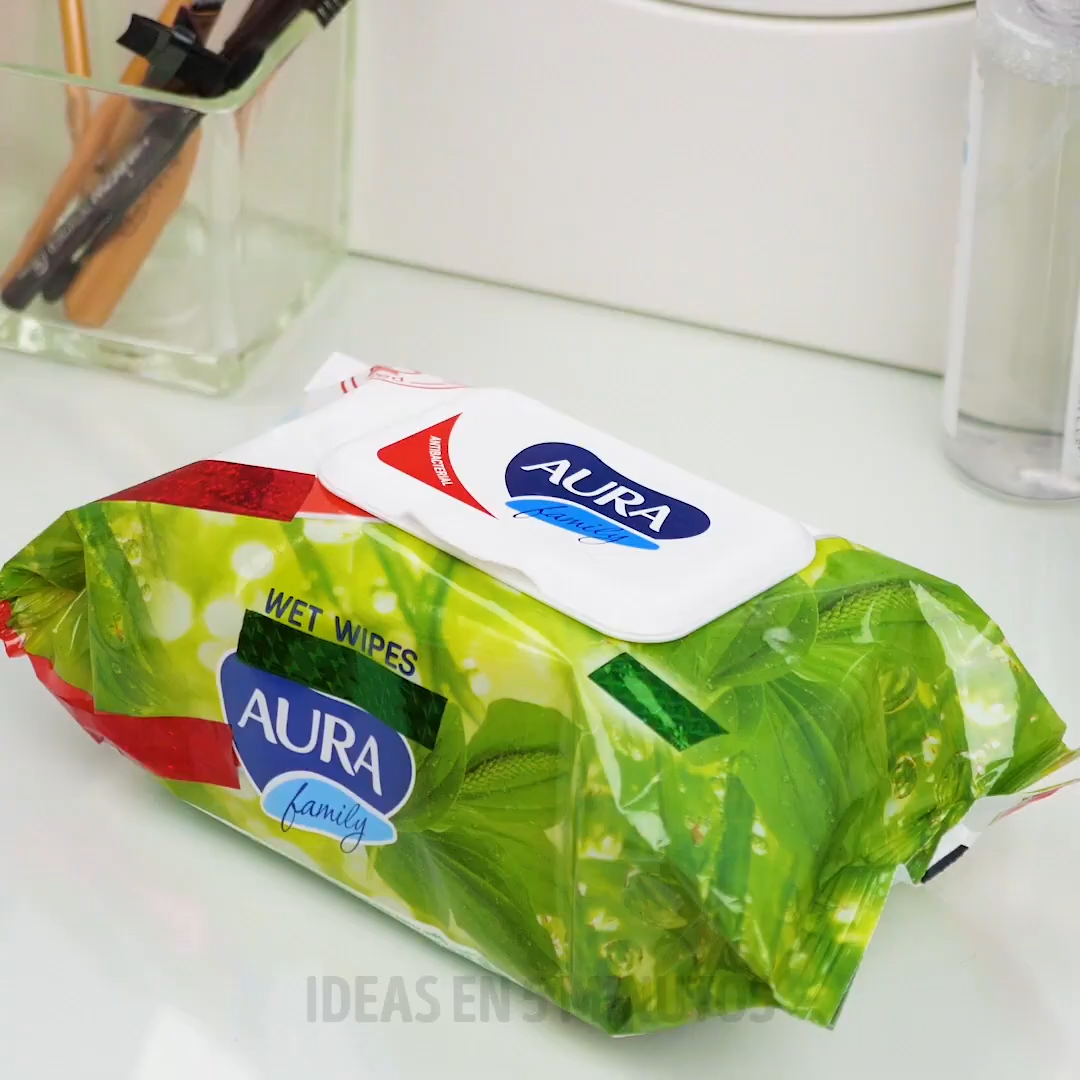 ANTIBACTERIAL
AURA
family
WET WIPES
AURA
family
IDEAS EN 5 MINUTOS